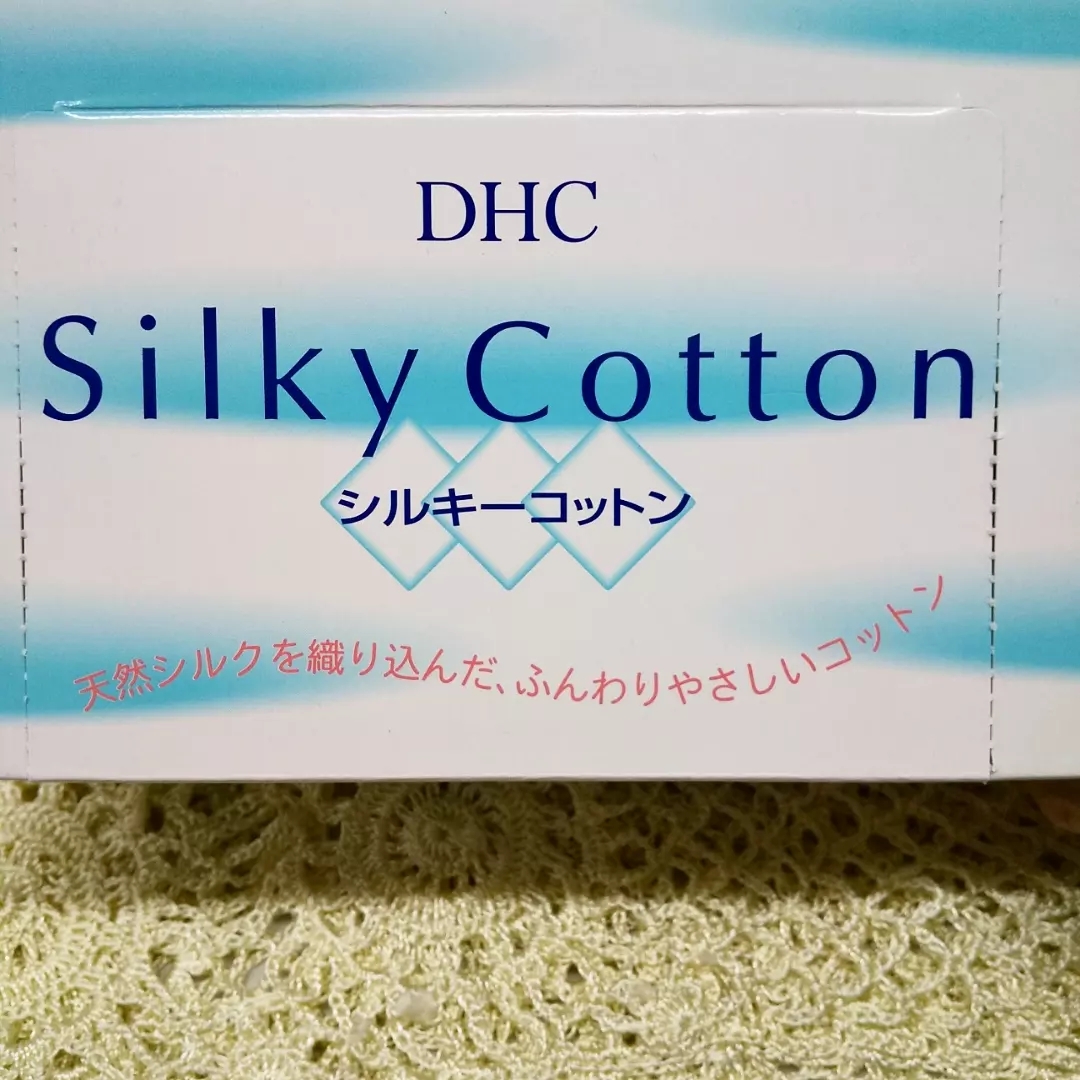 DHC
Silky Cotton
シルキーコットン
天然シルクを織り込んだ、ふんわりやさしいコットン